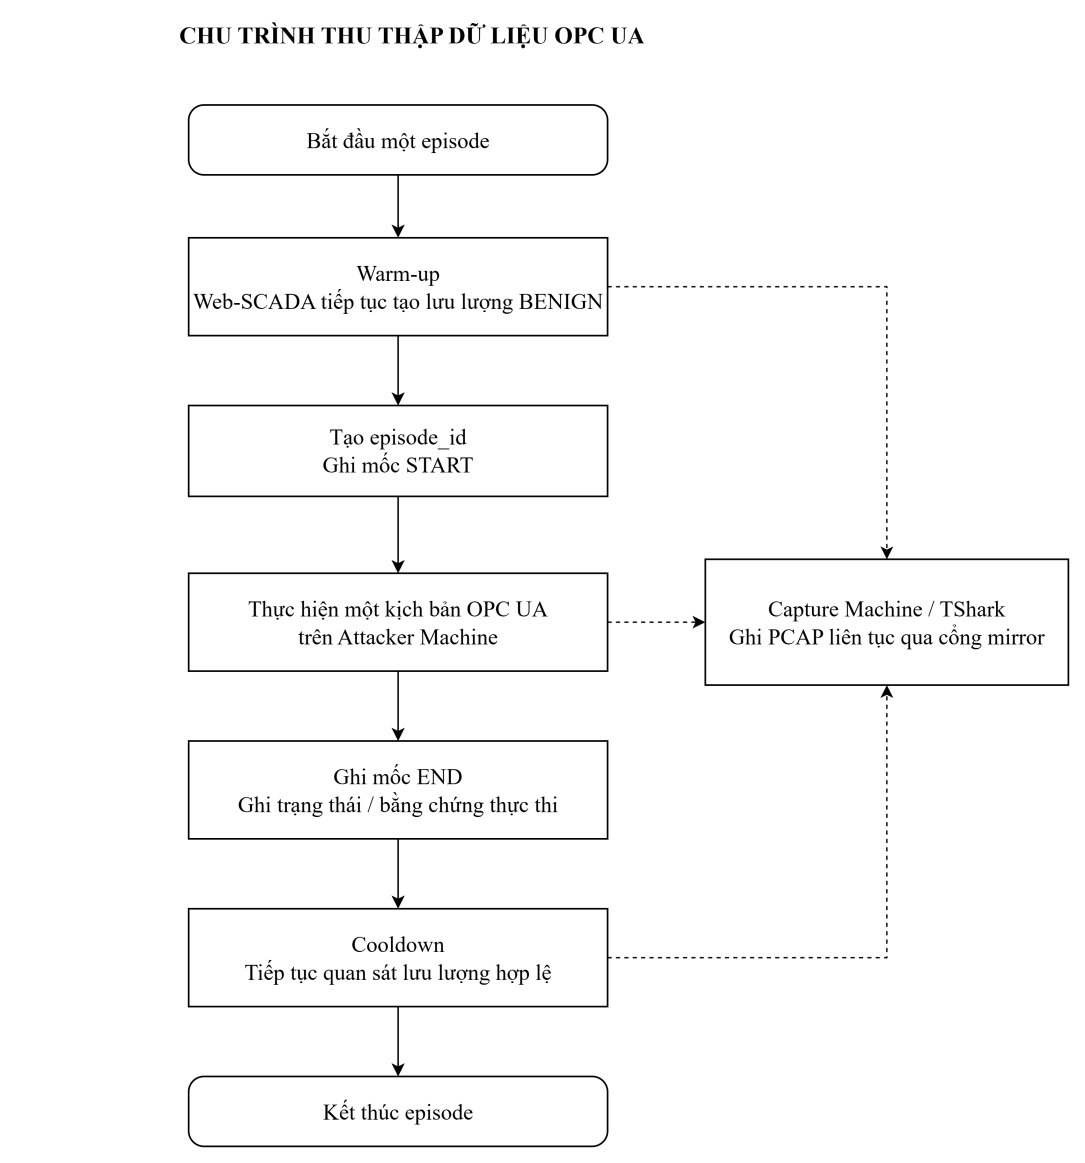 CHU TRÌNH THU THẬP DỮ LIỆU OPC UA
Bắt đầu một episode
Warm-up
Web-SCADA tiếp tục tạo lưu lượng BENIGN
Tạo episode_id
Ghi mốc START
Thực hiện một kịch bản OPC UA
trên Attacker Machine
Capture Machine / TShark
Ghi PCAP liên tục qua cổng mirror
Ghi mốc END
Ghi trạng thái / bằng chứng thực thi
Cooldown
Tiếp tục quan sát lưu lượng hợp lệ
Kết thúc episode